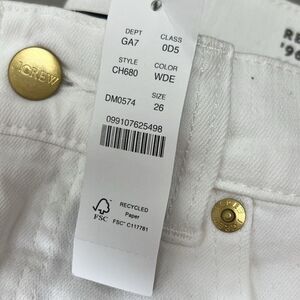 DEPT CLASS
GA7 0D5
STYLE COLOR
CH680 WDE
SIZE
DM0574 26
099107625498
J.CREW
RECYCLED
Paper
FSC® C117781
FSC